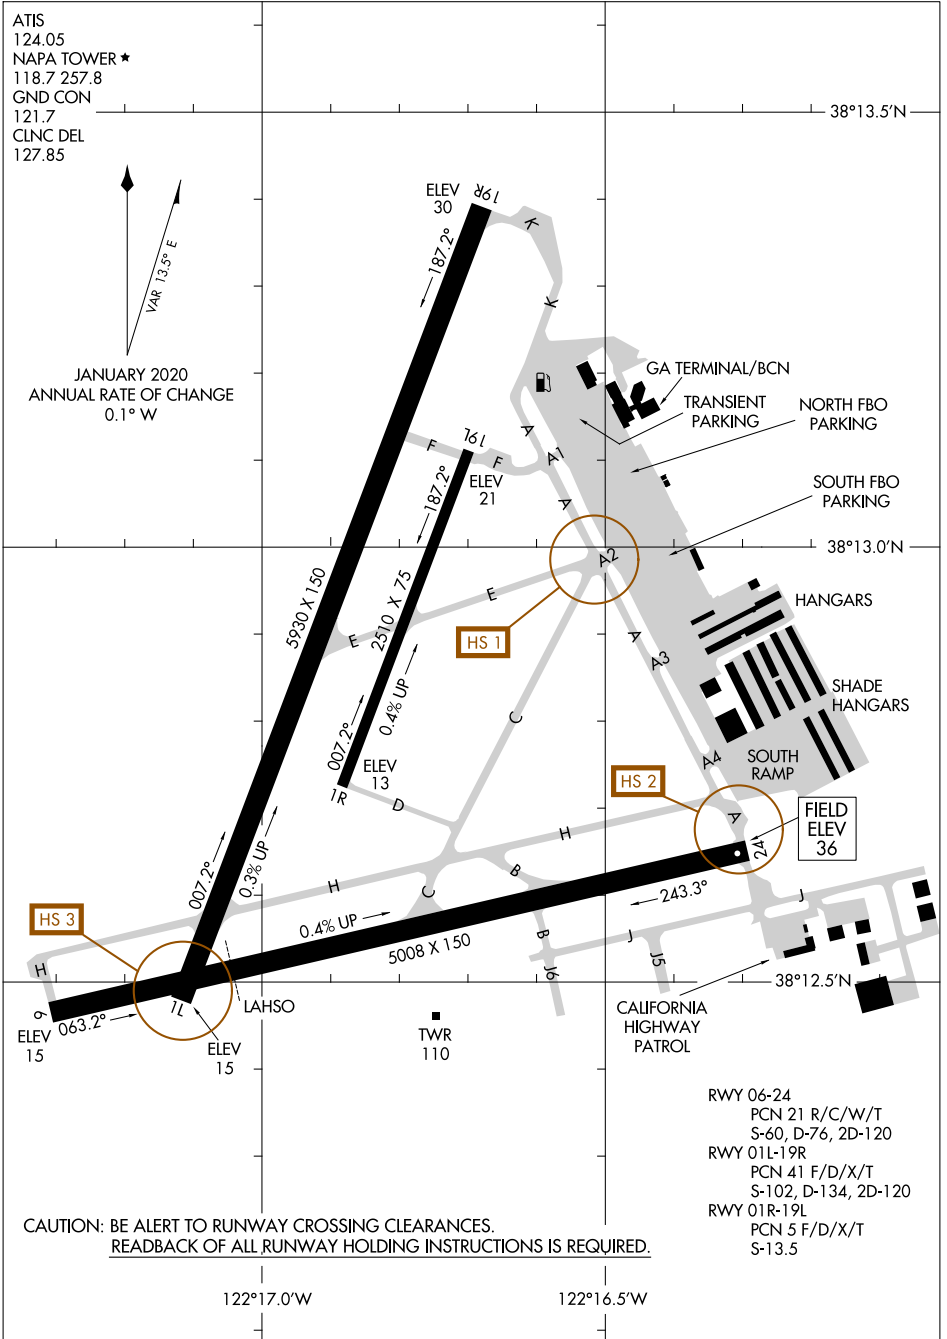 ATIS
124.05
NAPA TOWER ★
118.7 257.8
GND CON
121.7
CLNC DEL
127.85
38°13.5'N
VAR 13.5° E
JANUARY 2020
ANNUAL RATE OF CHANGE
0.1° W
ELEV
30
19R
187.2°
K
K
GA TERMINAL/BCN
TRANSIENT
PARKING
NORTH FBO
PARKING
SOUTH FBO
PARKING
A
A1
A
F
19L
F
ELEV
21
187.2°
38°13.0'N
A2
HS 1
E
E
5930 X 150
2510 X 75
HANGARS
A
A3
SHADE
HANGARS
C
007.2°
0.4% UP
1R
ELEV
13
D
A4
SOUTH
RAMP
HS 2
A
FIELD
ELEV
36
24
H
007.2°
0.3% UP
H
C
B
243.3°
HS 3
0.4% UP
5008 X 150
J
B
J
J5
J6
H
38°12.5'N
6
063.2°
ELEV
15
1L
LAHSO
ELEV
15
TWR
110
CALIFORNIA
HIGHWAY
PATROL
RWY 06-24
PCN 21 R/C/W/T
S-60, D-76, 2D-120
RWY 01L-19R
PCN 41 F/D/X/T
S-102, D-134, 2D-120
RWY 01R-19L
PCN 5 F/D/X/T
S-13.5
CAUTION: BE ALERT TO RUNWAY CROSSING CLEARANCES.
READBACK OF ALL RUNWAY HOLDING INSTRUCTIONS IS REQUIRED.
122°17.0'W
122°16.5'W